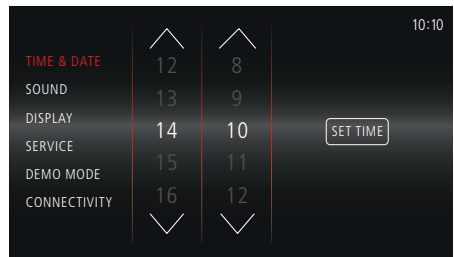 10:10
TIME & DATE
SOUND
DISPLAY
SERVICE
DEMO MODE
CONNECTIVITY
12
13
14
15
16
8
9
10
11
12
SET TIME